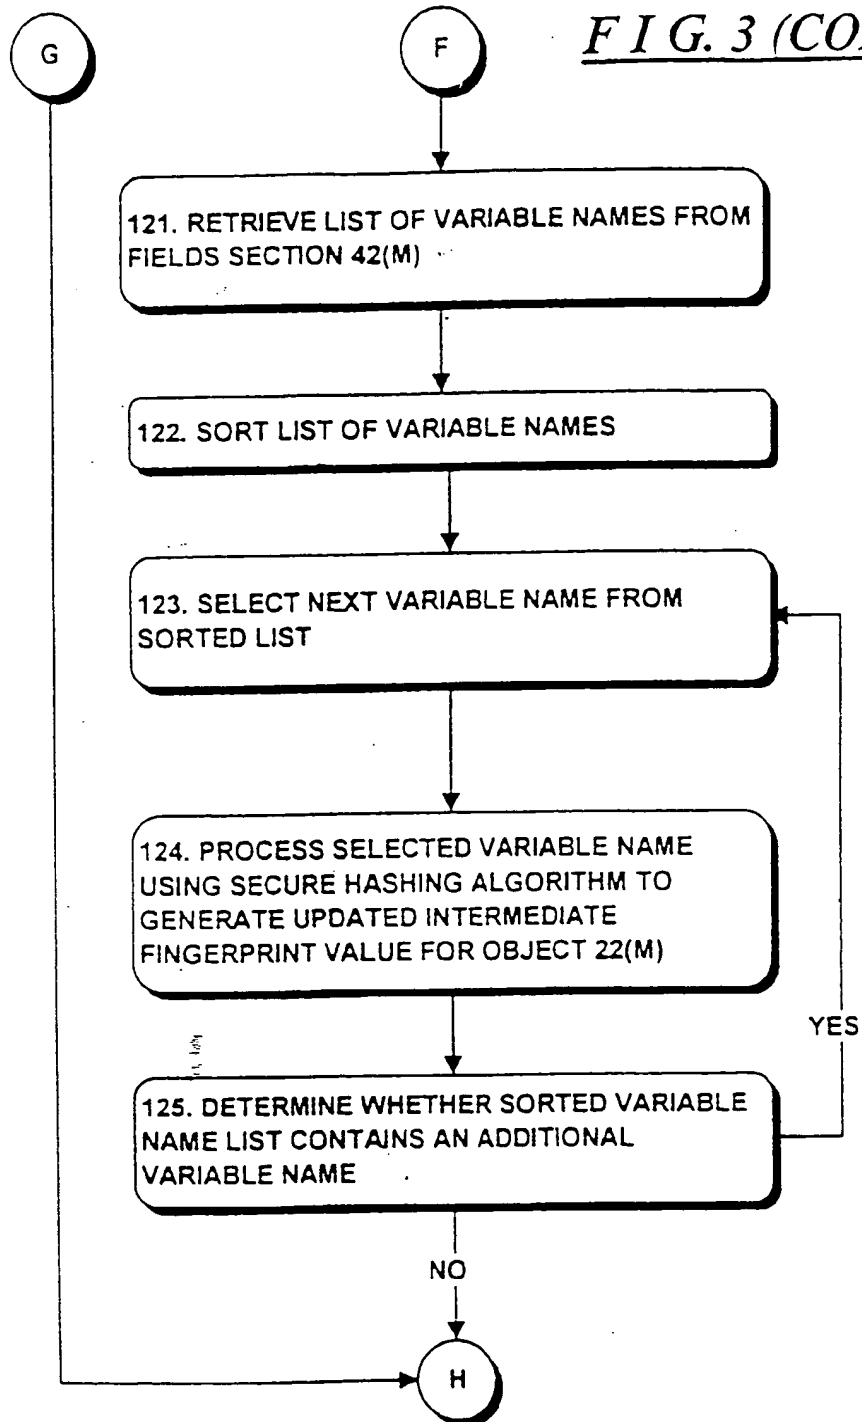 G
F
F I G. 3 (CO
121. RETRIEVE LIST OF VARIABLE NAMES FROM
FIELDS SECTION 42(M)
122. SORT LIST OF VARIABLE NAMES
123. SELECT NEXT VARIABLE NAME FROM
SORTED LIST
124. PROCESS SELECTED VARIABLE NAME
USING SECURE HASHING ALGORITHM TO
GENERATE UPDATED INTERMEDIATE
FINGERPRINT VALUE FOR OBJECT 22(M)
YES
125. DETERMINE WHETHER SORTED VARIABLE
NAME LIST CONTAINS AN ADDITIONAL
VARIABLE NAME
NO
H